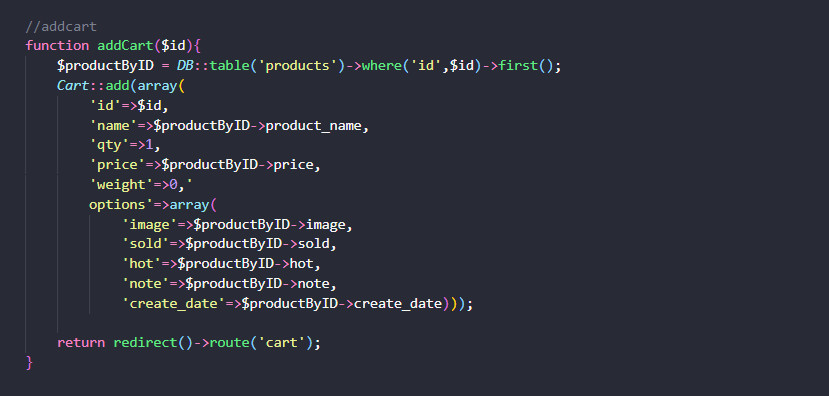 //addcart
function addCart($id){
    $productByID = DB::table('products')->where('id',$id)->first();
    Cart::add(array(
        'id'=>$id,
        'name'=>$productByID->product_name,
        'qty'=>1,
        'price'=>$productByID->price,
        'weight'=>0,'
        options'=>array(
            'image'=>$productByID->image,
            'sold'=>$productByID->sold,
            'hot'=>$productByID->hot,
            'note'=>$productByID->note,
            'create_date'=>$productByID->create_date)));
    return redirect()->route('cart');
}